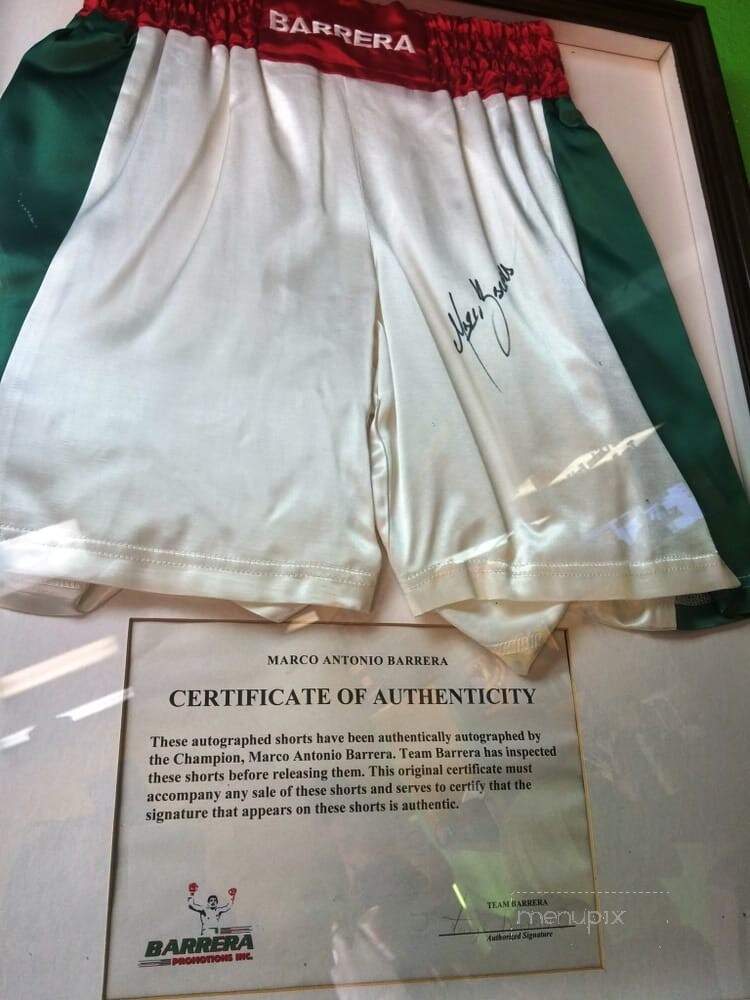 BARRERA
MARCO ANTONIO BARRERA
CERTIFICATE OF AUTHENTICITY
These autographed shorts have been authentically autographed by
the Champion, Marco Antonio Barrera. Team Barrera has inspected
these shorts before releasing them. This original certificate must
accompany any sale of these shorts and serves to certify that the
signature that appears on these shorts is authentic.
BARRERA
PROMOTIONS INC.
TEAM BARRERA
menupix
Authorized Signature